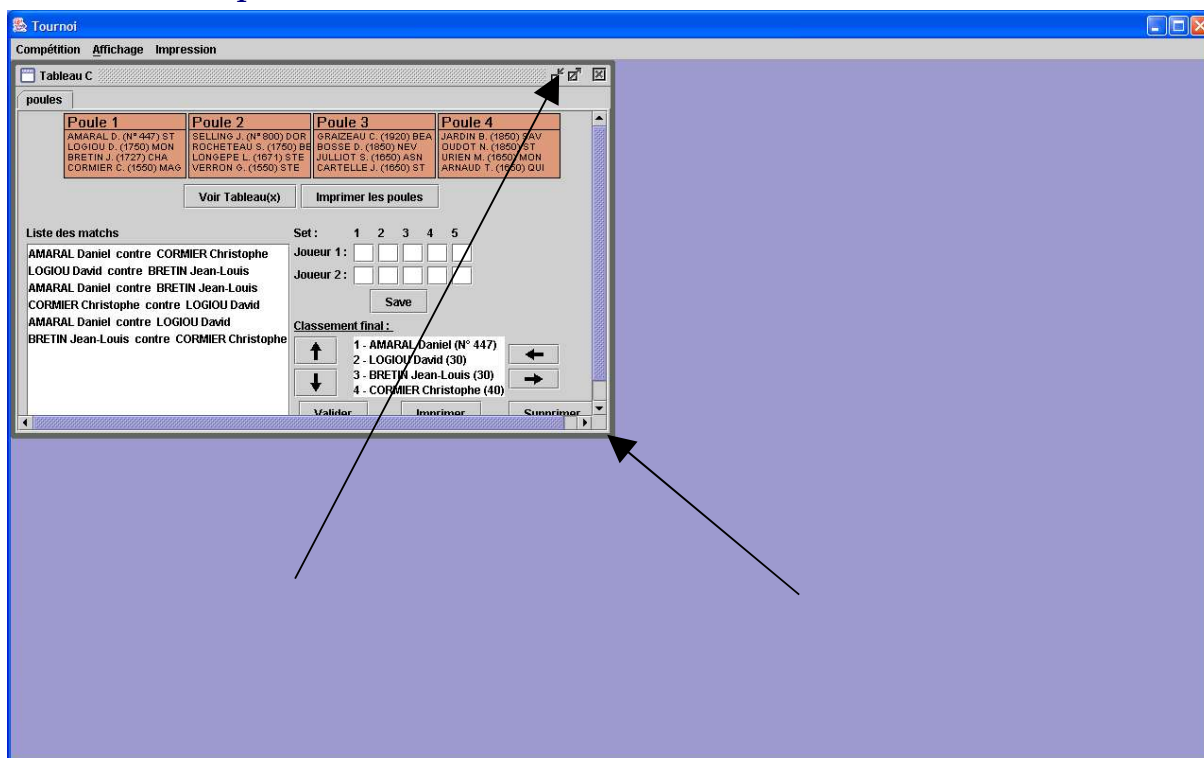 Tournoi
Compétition Affichage Impression
Tableau C
poules
Poule 1
AMARAL D. (N° 447) ST
LOGIOU D. (1750) MON
BRETIN J. (1727) CHA
CORMIER C. (1550) MAG
Poule 2
SELLING J. (N° 800) DOR
ROCHETEAU S. (1750) BE
LONGEPE L. (1671) STE
VERRON G. (1550) STE
Poule 3
GRAIZEAU C. (1920) BEA
BOSSE D. (1850) NEV
JULLIOT S. (1650) ASN
CARTELLE J. (1650) ST
Poule 4
JARDIN B. (1850) SAV
OUDOT N. (1850) ST
URIEN M. (1650) MON
ARNAUD T. (1650) QUI
Voir Tableau(x) Imprimer les poules
Liste des matchs
AMARAL Daniel contre CORMIER Christophe
LOGIOU David contre BRETIN Jean-Louis
AMARAL Daniel contre BRETIN Jean-Louis
CORMIER Christophe contre LOGIOU David
AMARAL Daniel contre LOGIOU David
BRETIN Jean-Louis contre CORMIER Christophe
Set : 1 2 3 4 5
Joueur 1 :
Joueur 2 :
Save
Classement final :
1 - AMARAL Daniel (N° 447)
2 - LOGIOU David (30)
3 - BRETIN Jean-Louis (30)
4 - CORMIER Christophe (40)
Valider Imprimer Supprimer